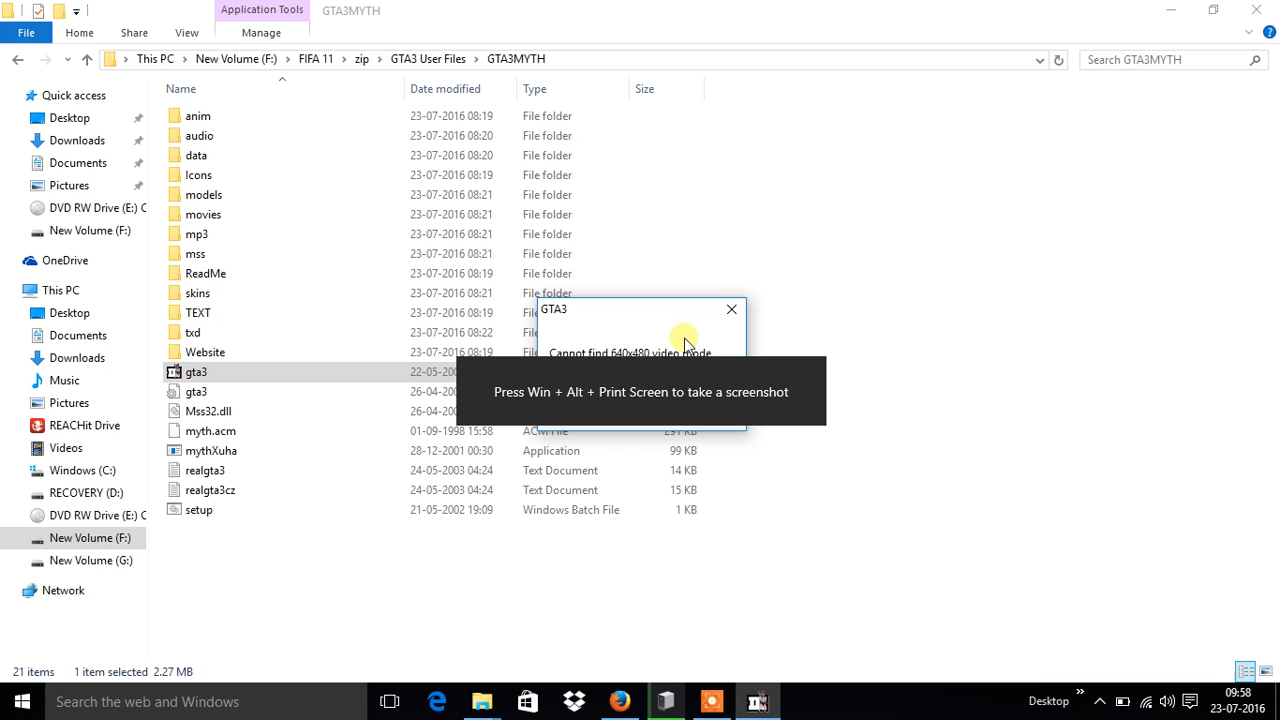 Application Tools GTA3MYTH
File Home Share View Manage
This PC New Volume (F:) FIFA 11 zip GTA3 User Files GTA3MYTH Search GTA3MYTH
Name Date modified Type Size
Quick access
Desktop
Downloads
Documents
Pictures
DVD RW Drive (E:) C
New Volume (F:)
OneDrive
This PC
Desktop
Documents
Downloads
Music
Pictures
REACHit Drive
Videos
Windows (C:)
RECOVERY (D:)
DVD RW Drive (E:) C
New Volume (F:)
New Volume (G:)
Network
anim 23-07-2016 08:19 File folder
audio 23-07-2016 08:20 File folder
data 23-07-2016 08:20 File folder
Icons 23-07-2016 08:19 File folder
models 23-07-2016 08:21 File folder
movies 23-07-2016 08:21 File folder
mp3 23-07-2016 08:21 File folder
mss 23-07-2016 08:21 File folder
ReadMe 23-07-2016 08:19 File folder
skins 23-07-2016 08:21 File folder
TEXT 23-07-2016 08:19
txd 23-07-2016 08:22
Website 23-07-2016 08:19
gta3 22-05-200
gta3 26-04-200
Mss32.dll 26-04-200
myth.acm 01-09-1998 15:58 ACM File 291 KB
mythXuha 28-12-2001 00:30 Application 99 KB
realgta3 24-05-2003 04:24 Text Document 14 KB
realgta3cz 24-05-2003 04:24 Text Document 15 KB
setup 21-05-2002 19:09 Windows Batch File 1 KB
GTA3
Cannot find 640x480 video mode
Press Win + Alt + Print Screen to take a screenshot
21 items 1 item selected 2.27 MB
Search the web and Windows
Desktop
09:58
23-07-2016